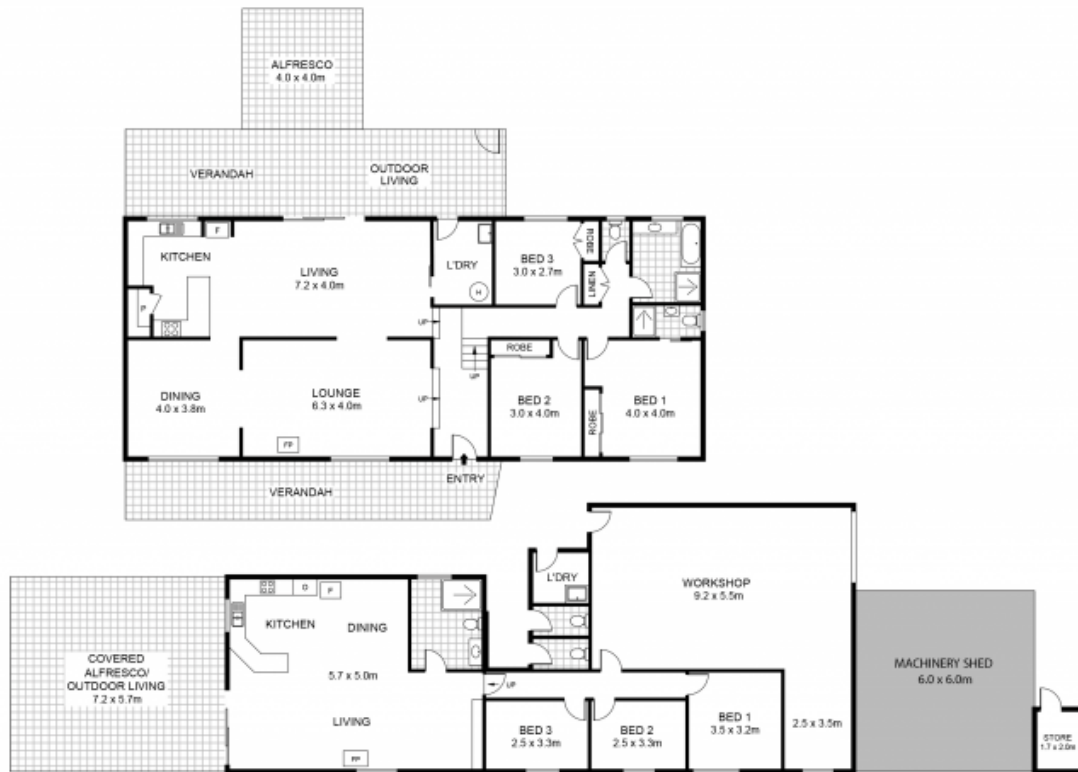 ALFRESCO
4.0 x 4.0m
VERANDAH
OUTDOOR
LIVING
KITCHEN
F
P
LIVING
7.2 x 4.0m
L'DRY
H
BED 3
3.0 x 2.7m
ROBE
LINEN
UP
UP
UP
DINING
4.0 x 3.8m
LOUNGE
6.3 x 4.0m
FP
ROBE
BED 2
3.0 x 4.0m
ROBE
BED 1
4.0 x 4.0m
VERANDAH
ENTRY
COVERED
ALFRESCO/
OUTDOOR LIVING
7.2 x 5.7m
KITCHEN
O
F
DINING
5.7 x 5.0m
LIVING
FP
UP
L'DRY
WORKSHOP
9.2 x 5.5m
BED 3
2.5 x 3.3m
BED 2
2.5 x 3.3m
BED 1
3.5 x 3.2m
2.5 x 3.5m
MACHINERY SHED
6.0 x 6.0m
STORE
1.7 x 2.0m